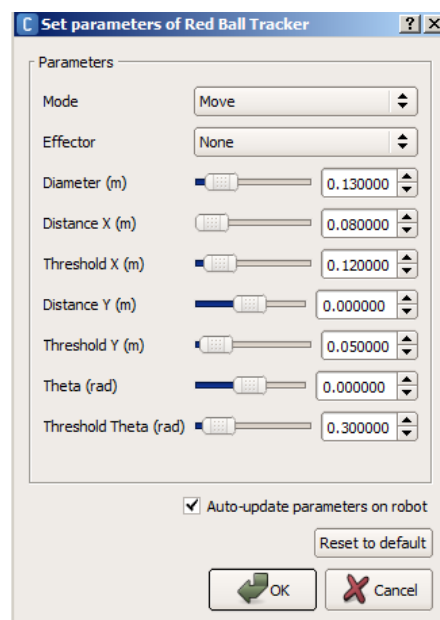 C Set parameters of Red Ball Tracker ? X
Parameters
Mode Move
Effector None
Diameter (m) 0.130000
Distance X (m) 0.080000
Threshold X (m) 0.120000
Distance Y (m) 0.000000
Threshold Y (m) 0.050000
Theta (rad) 0.000000
Threshold Theta (rad) 0.300000
Auto-update parameters on robot
Reset to default
OK Cancel